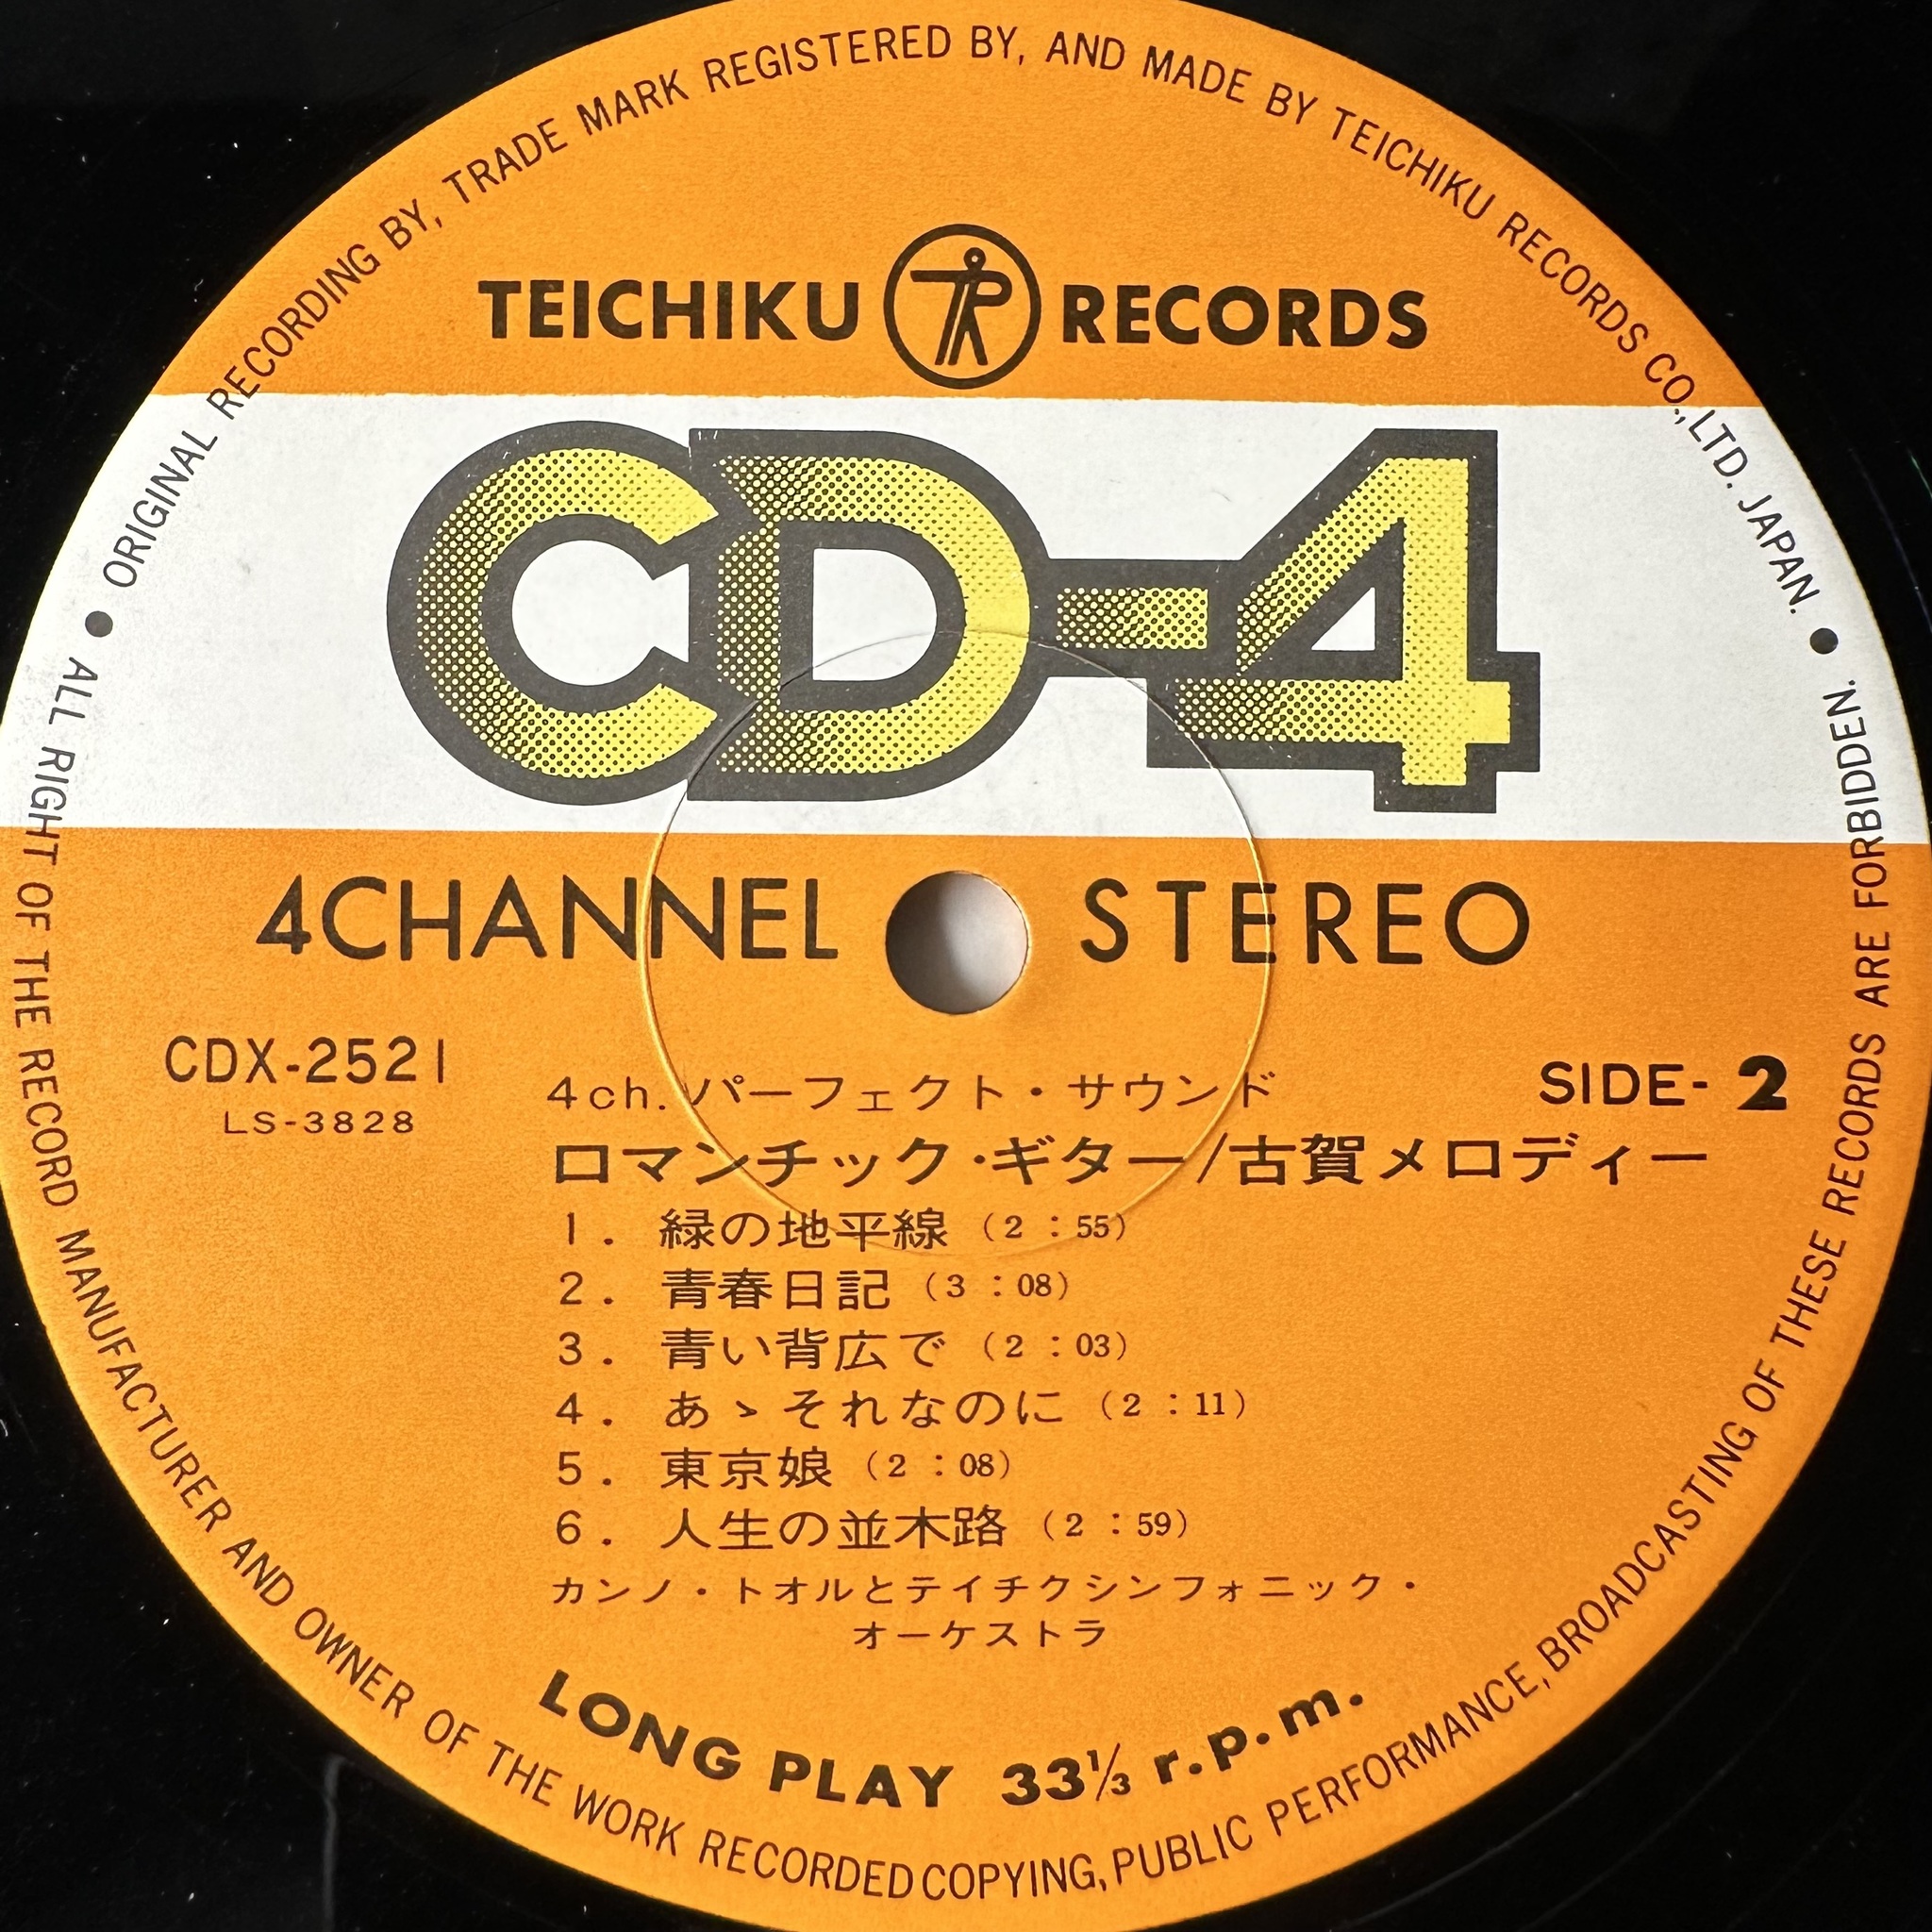 ORIGINAL RECORDING BY, TRADE MARK REGISTERED BY, AND MADE BY TEICHIKU RECORDS CO.,LTD. JAPAN.
TEICHIKU RECORDS
CD-4
4CHANNEL STEREO
CDX-2521
LS-3828
SIDE-2
4ch.パーフェクト・サウンド
ロマンチック・ギター/古賀メロディー
1. 緑の地平線 (2:55)
2. 青春日記 (3:08)
3. 青い背広で (2:03)
4. あゝそれなのに (2:11)
5. 東京娘 (2:08)
6. 人生の並木路 (2:59)
カンノ・トオルとテイチクシンフォニック・
オーケストラ
LONG PLAY 33⅓ r.p.m.
ALL RIGHT OF THE RECORD MANUFACTURER AND OWNER OF THE WORK RECORDED COPYING, PUBLIC PERFORMANCE, BROADCASTING OF THESE RECORDS ARE FORBIDDEN.